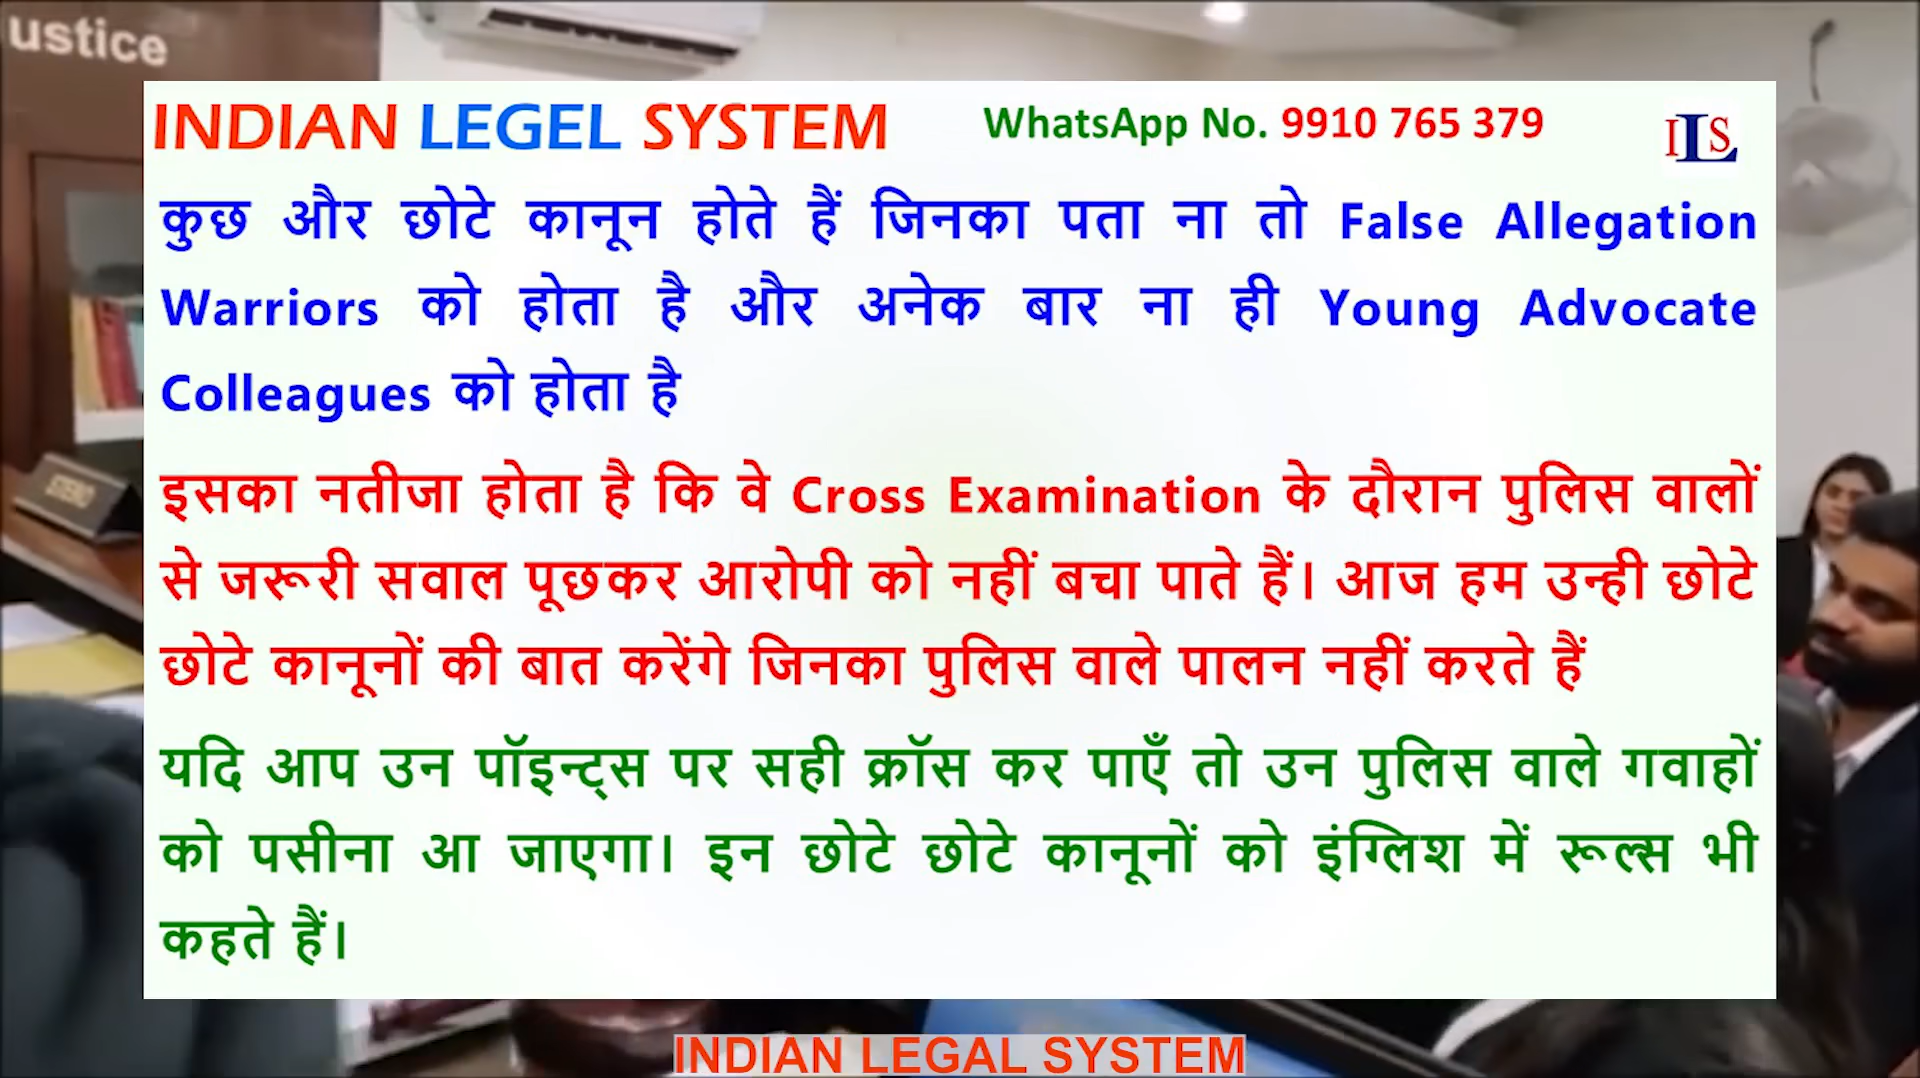 ustice
INDIAN LEGEL SYSTEM
WhatsApp No. 9910 765 379
ILS
कुछ और छोटे कानून होते हैं जिनका पता ना तो False Allegation
Warriors को होता है और अनेक बार ना ही Young Advocate
Colleagues को होता है
इसका नतीजा होता है कि वे Cross Examination के दौरान पुलिस वालों
से जरूरी सवाल पूछकर आरोपी को नहीं बचा पाते हैं। आज हम उन्ही छोटे
छोटे कानूनों की बात करेंगे जिनका पुलिस वाले पालन नहीं करते हैं
यदि आप उन पॉइन्ट्स पर सही क्रॉस कर पाएँ तो उन पुलिस वाले गवाहों
को पसीना आ जाएगा। इन छोटे छोटे कानूनों को इंग्लिश में रूल्स भी
कहते हैं।
STENO
INDIAN LEGAL SYSTEM